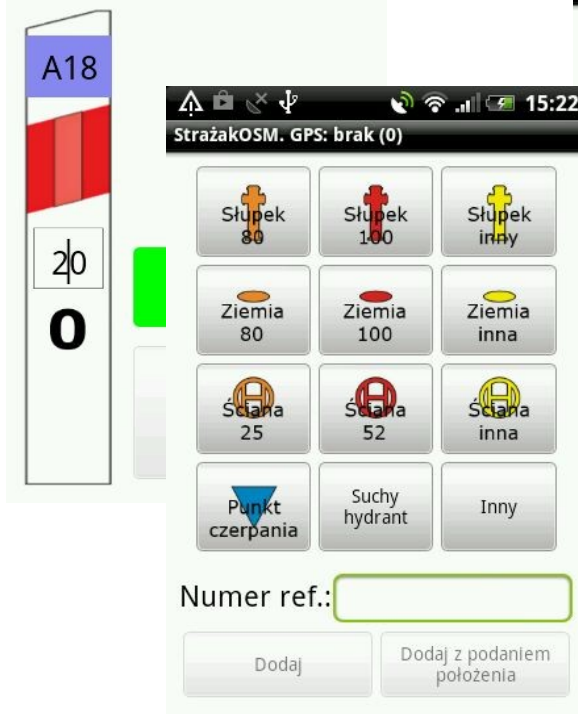 A18
20
0
15:22
StrażakOSM. GPS: brak (0)
Słupek 80
Słupek 100
Słupek inny
Ziemia 80
Ziemia 100
Ziemia inna
Ściana 25
Ściana 52
Ściana inna
Punkt czerpania
Suchy hydrant
Inny
Numer ref.:
Dodaj
Dodaj z podaniem położenia